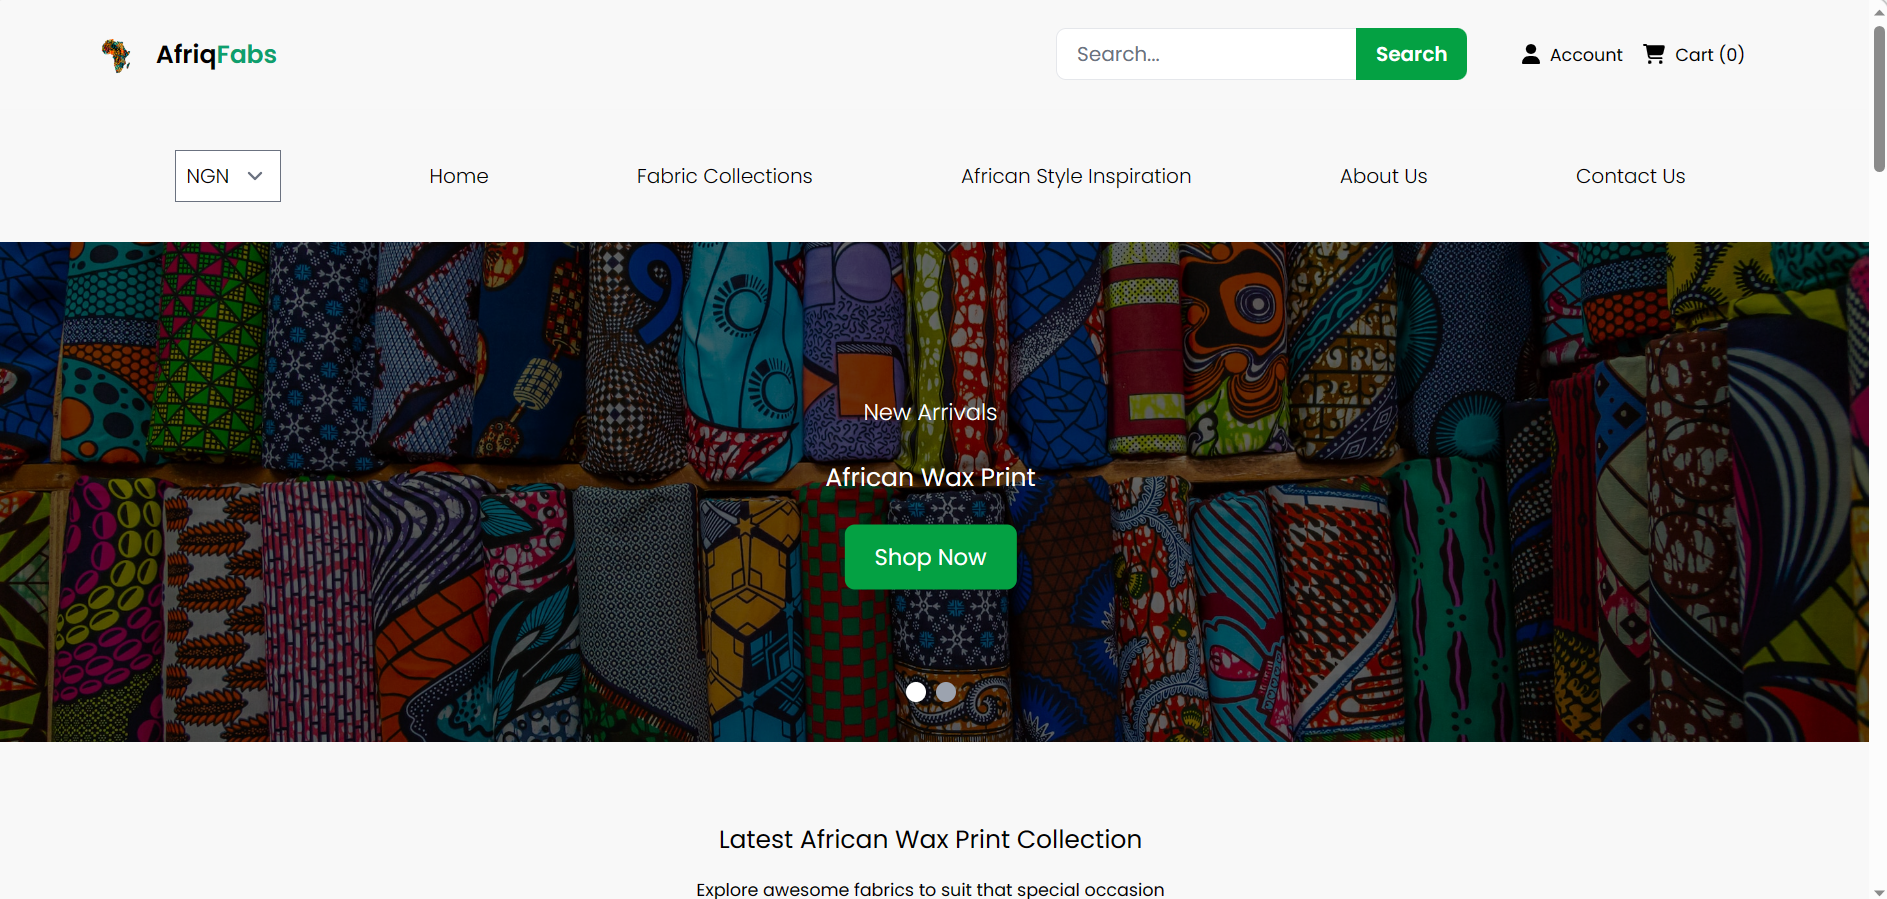 AfriqFabs
Search...
Search
Account
Cart (0)
NGN
Home
Fabric Collections
African Style Inspiration
About Us
Contact Us
New Arrivals
African Wax Print
Shop Now
Latest African Wax Print Collection
Explore awesome fabrics to suit that special occasion